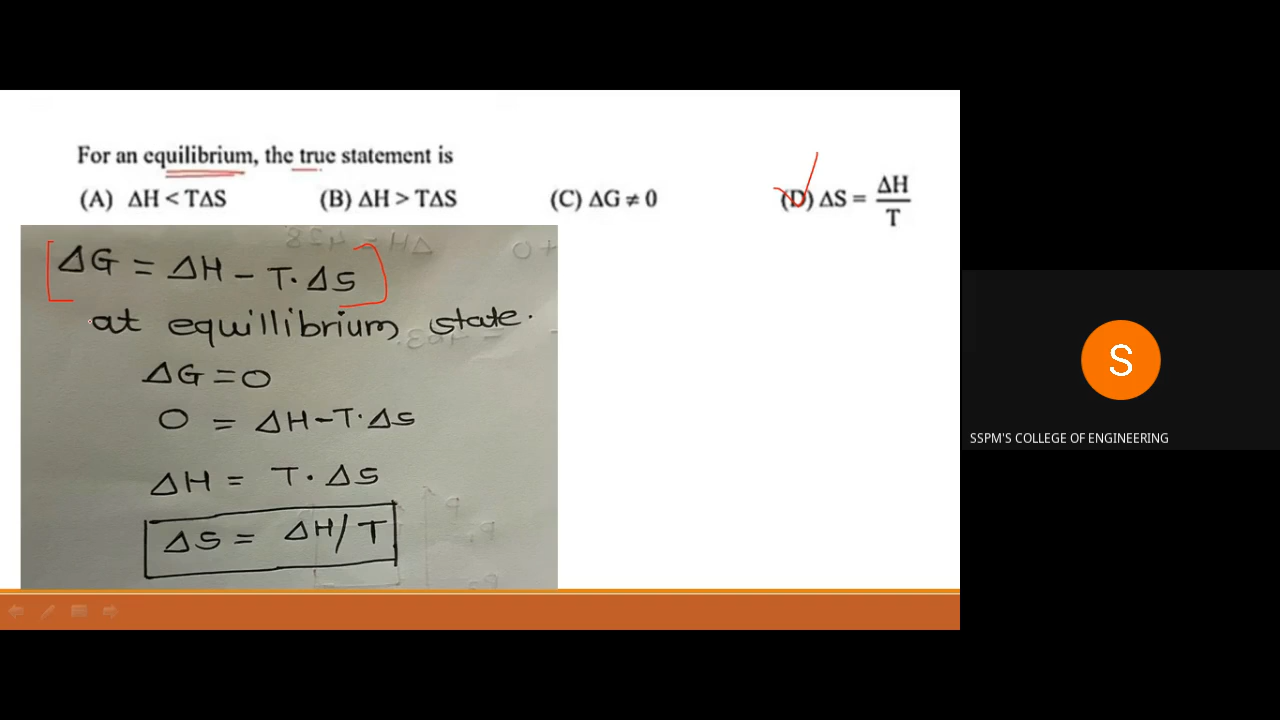 For an equilibrium, the true statement is
(A) ΔH < TΔS (B) ΔH > TΔS (C) ΔG ≠ 0 (D) ΔS = ΔH/T
ΔG = ΔH - T·ΔS
at equillibrium state.
ΔG = 0
0 = ΔH - T·ΔS
ΔH = T·ΔS
ΔS = ΔH/T
S
SSPM'S COLLEGE OF ENGINEERING